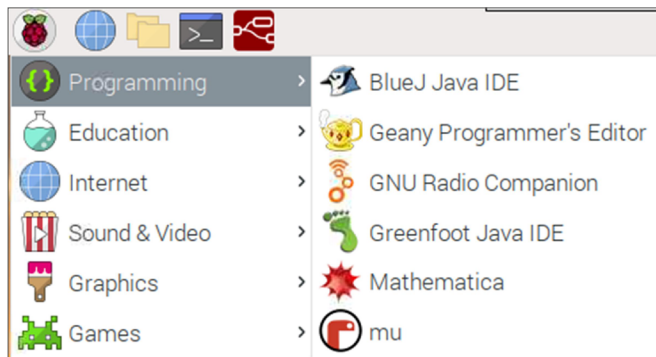 Programming
Education
Internet
Sound & Video
Graphics
Games
BlueJ Java IDE
Geany Programmer's Editor
GNU Radio Companion
Greenfoot Java IDE
Mathematica
mu